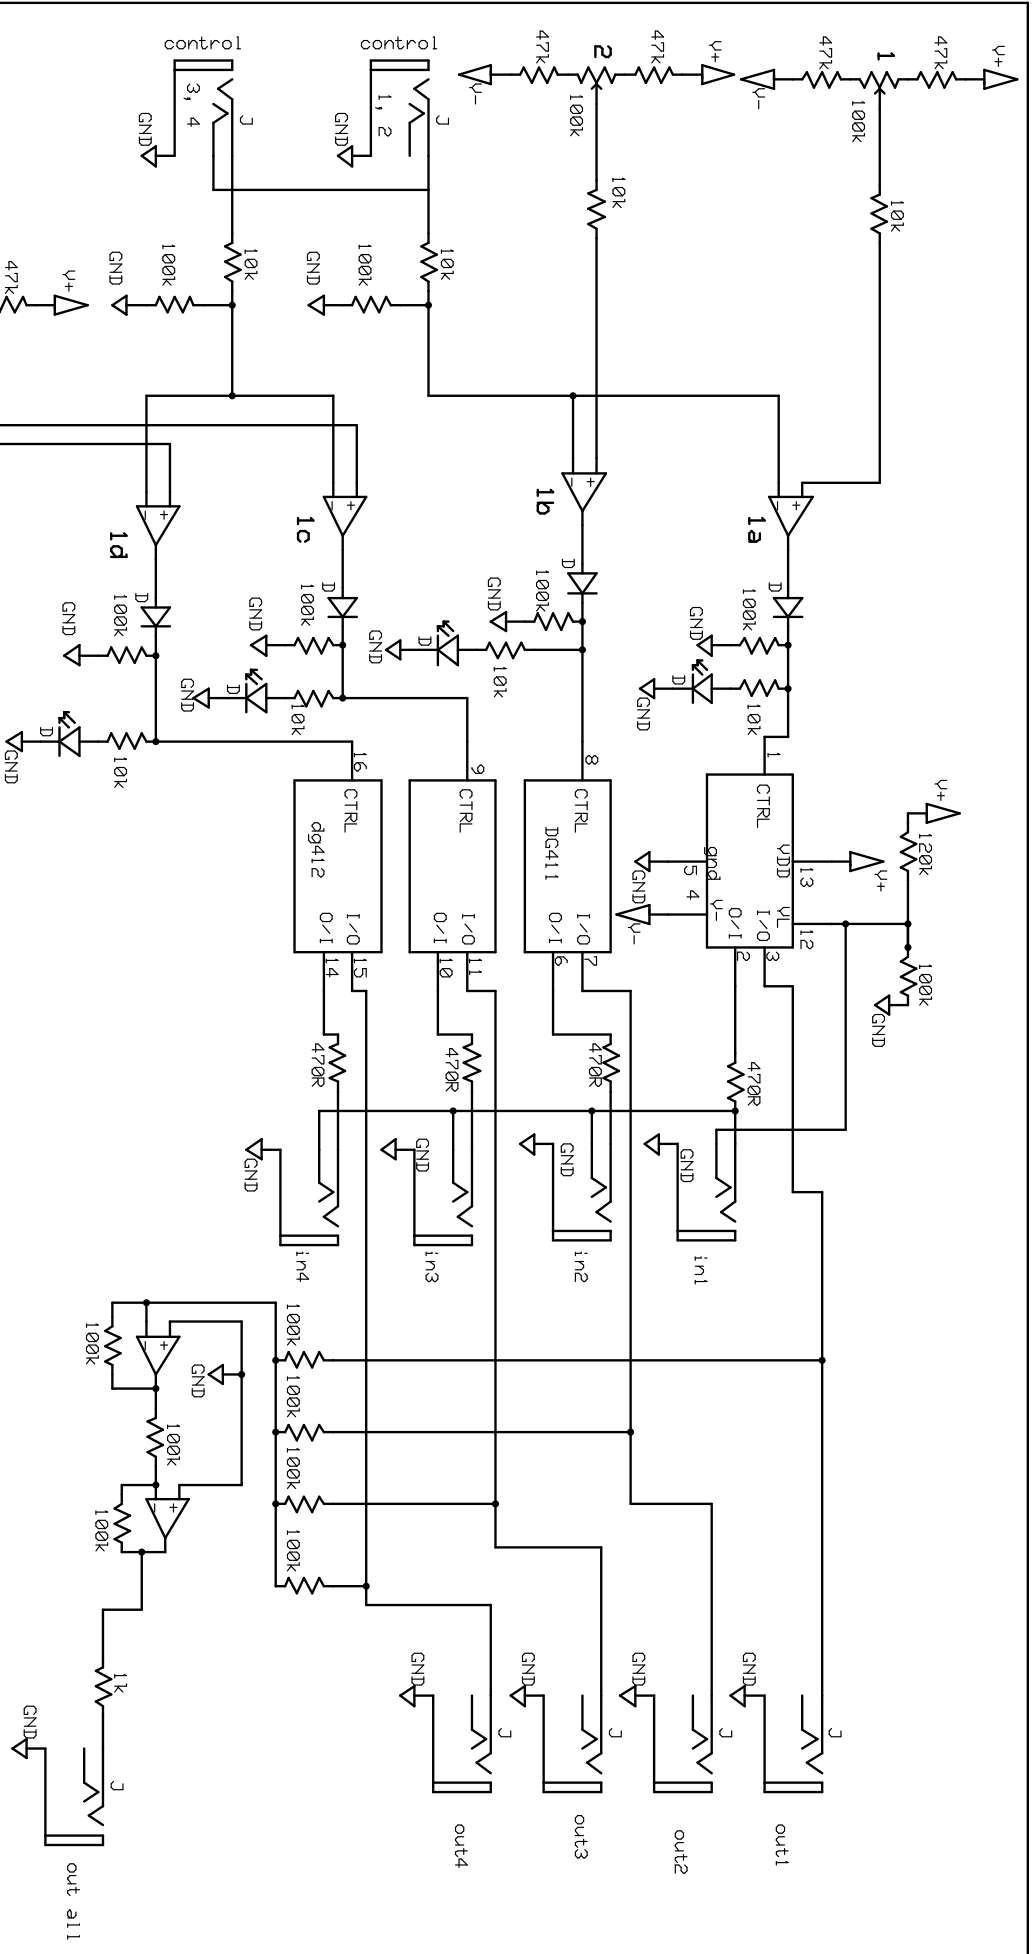 control
control
47k
2
47k
V+
47k
1
47k
V+
V-
100k
V-
100k
3, 4
J
GND
1, 2
J
GND
10k
10k
GND
100k
10k
GND
100k
10k
47k
V+
- +
1d
- +
1c
- +
1b
- +
1a
D
100k
GND
D
100k
GND
D
100k
GND
D
100k
GND
D
10k
GND
D
10k
GND
D
10k
GND
D
10k
GND
16
CTRL
dg412
I/O
O/I
14
15
9
CTRL
I/O
O/I
10
11
8
CTRL
DG411
I/O
O/I
6
7
1
CTRL
VDD
13
V+
gnd
5
GND
4
V-
V-
VL
12
I/O
O/I
2
3
V+
120k
100k
GND
470R
470R
470R
470R
GND
GND
GND
GND
in4
in3
in2
in1
100k
100k
100k
100k
- +
100k
GND
100k
- +
100k
1k
GND
J
out all
GND
J
out4
GND
J
out3
GND
J
out2
GND
J
out1